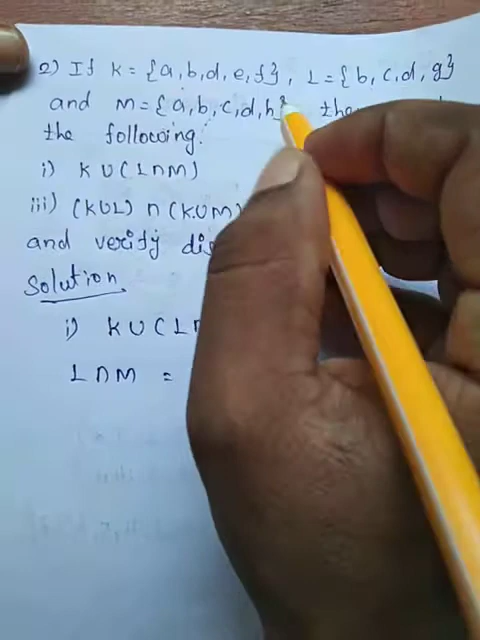 2) If K = {a, b, d, e, f}, L = {b, c, d, g}
and M = {a, b, c, d, h}
the following.
i) K ∪ (L ∩ M)
iii) (K ∪ L) ∩ (K ∪ M)
and verify
Solution
i) K ∪ (L
L ∩ M =